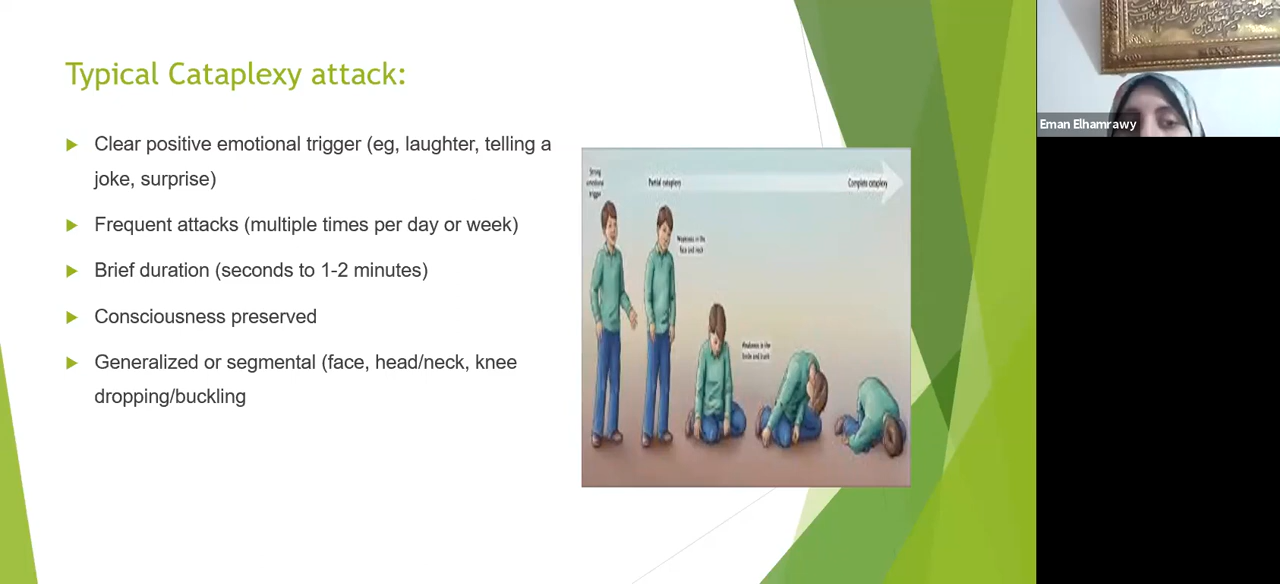 Typical Cataplexy attack:
Clear positive emotional trigger (eg, laughter, telling a
joke, surprise)
Frequent attacks (multiple times per day or week)
Brief duration (seconds to 1-2 minutes)
Consciousness preserved
Generalized or segmental (face, head/neck, knee
dropping/buckling
Strong
emotional
trigger
Partial cataplexy
Complete cataplexy
Weakness in the
face and neck
Weakness in the
limbs and trunk
Eman Elhamrawy